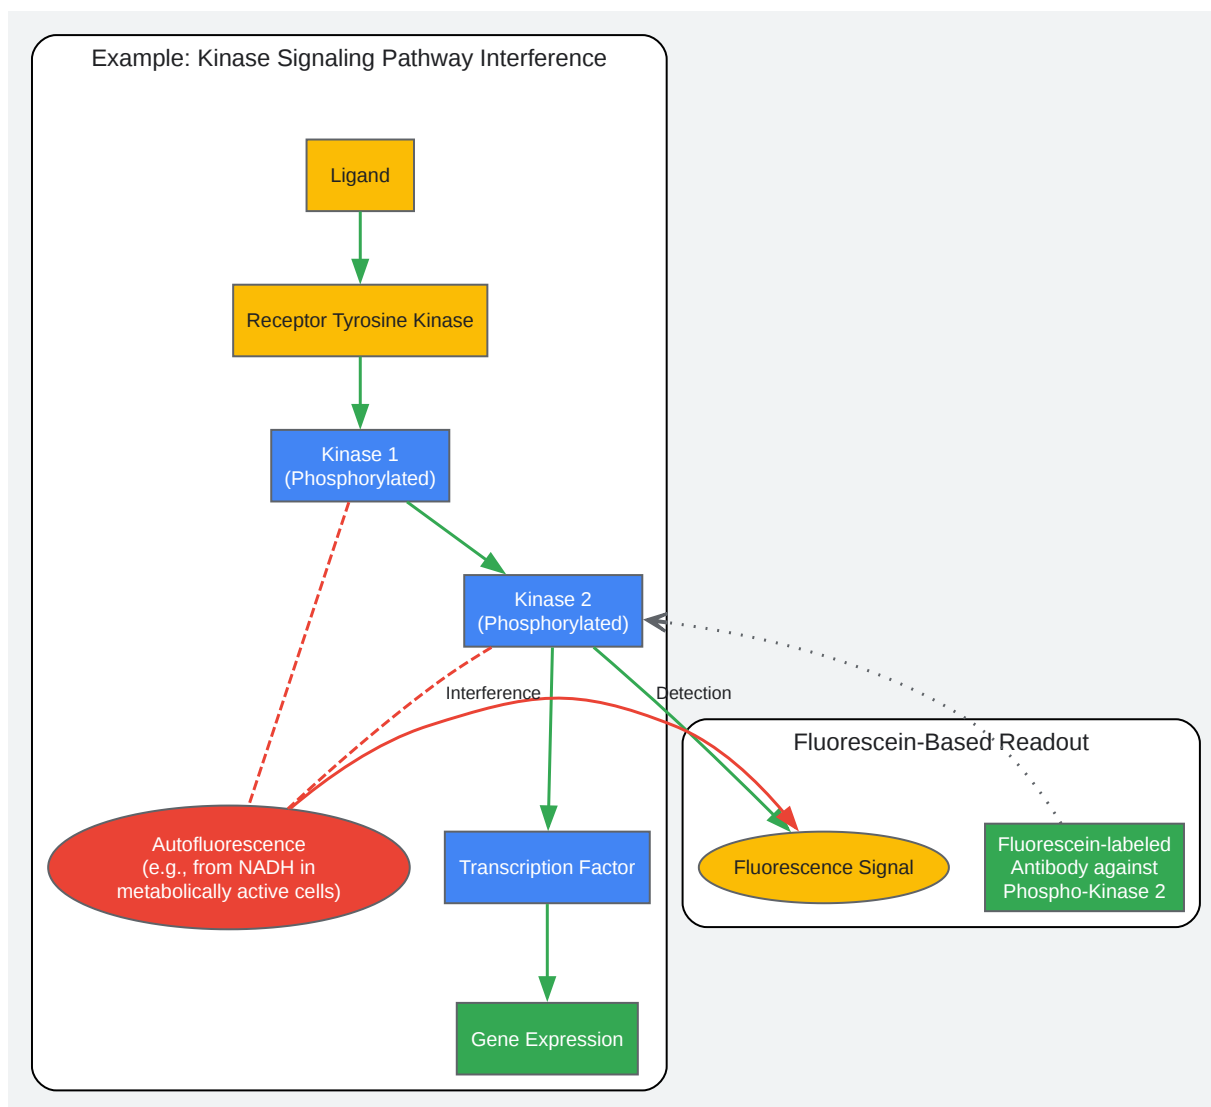 Example: Kinase Signaling Pathway Interference
Ligand
Receptor Tyrosine Kinase
Kinase 1
(Phosphorylated)
Kinase 2
(Phosphorylated)
Interference
Detection
Fluorescein-Based Readout
Autofluorescence
(e.g., from NADH in
metabolically active cells)
Transcription Factor
Fluorescence Signal
Fluorescein-labeled
Antibody against
Phospho-Kinase 2
Gene Expression